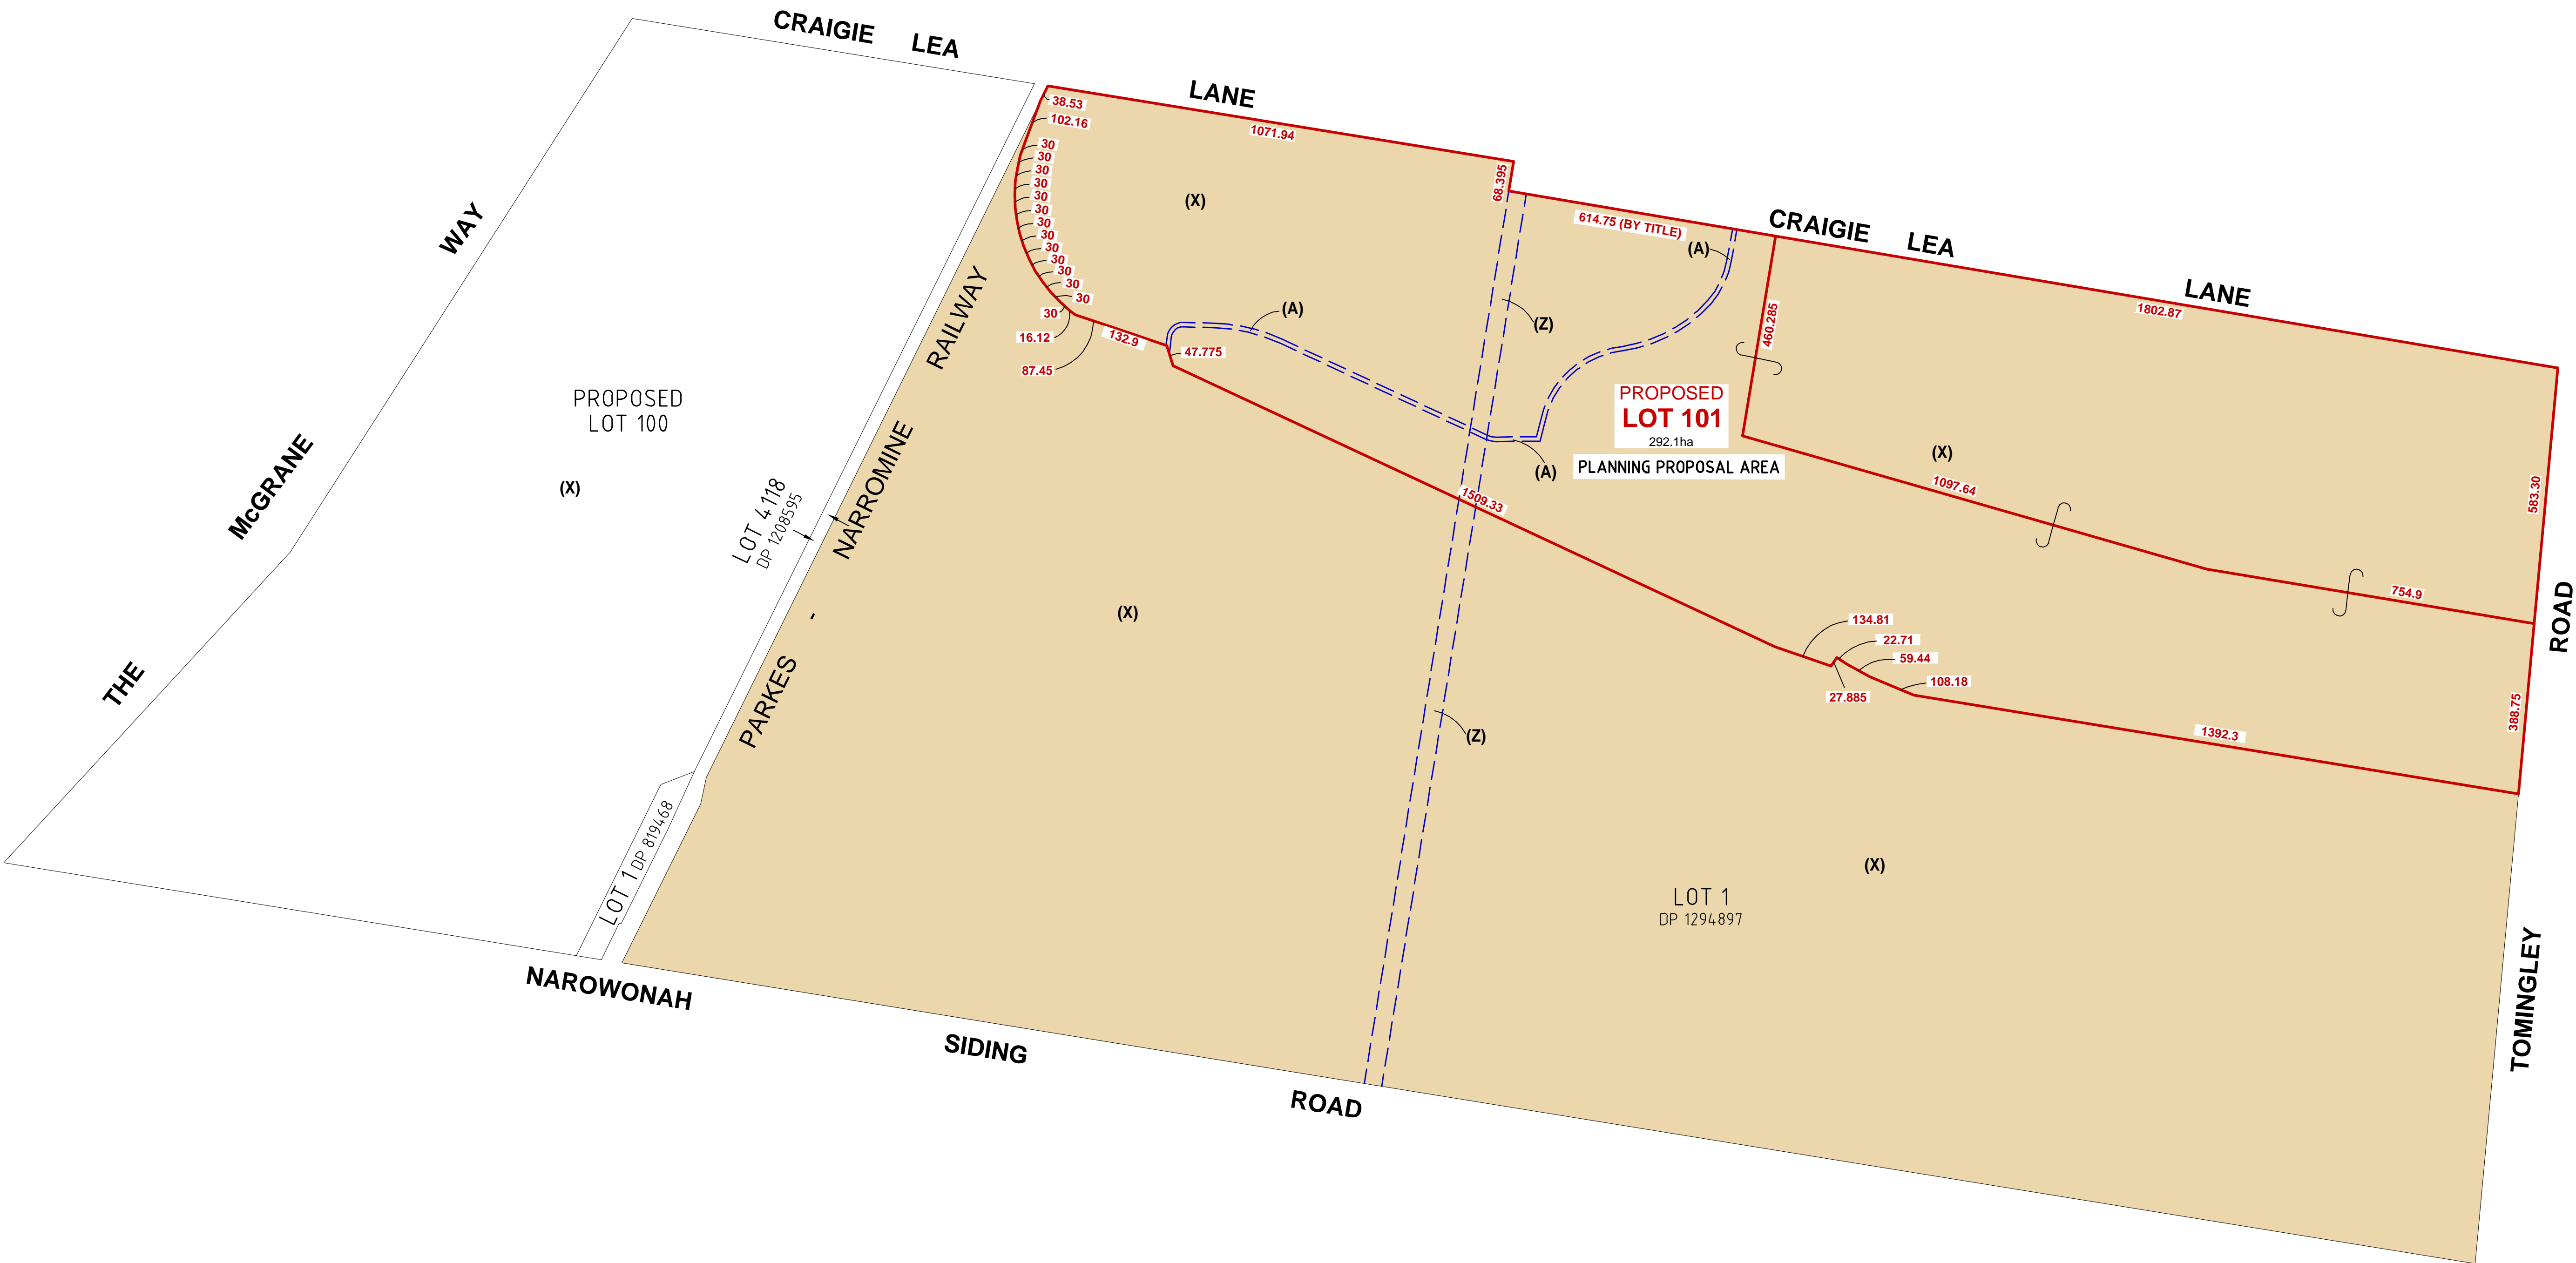 CRAIGIE LEA
LANE
38.53
102.16
1071.94
30
30
30
30
30
30
30
30
30
30
30
30
30
30
16.12
87.45
132.9
47.775
68.395
614.75 (BY TITLE)
CRAIGIE LEA
LANE
1802.87
(X)
(A)
(A)
(Z)
(A)
460.285
PROPOSED
LOT 101
292.1ha
PLANNING PROPOSAL AREA
(X)
1097.64
583.30
754.9
1509.33
134.81
22.71
59.44
108.18
27.885
1392.3
388.75
ROAD
TOMINGLEY
WAY
McGRANE
THE
PROPOSED
LOT 100
(X)
LOT 4118
DP 1208595
RAILWAY
NARROMINE
-
PARKES
(X)
(Z)
(X)
LOT 1
DP 1294897
LOT 1 DP 819468
NAROWONAH
SIDING
ROAD